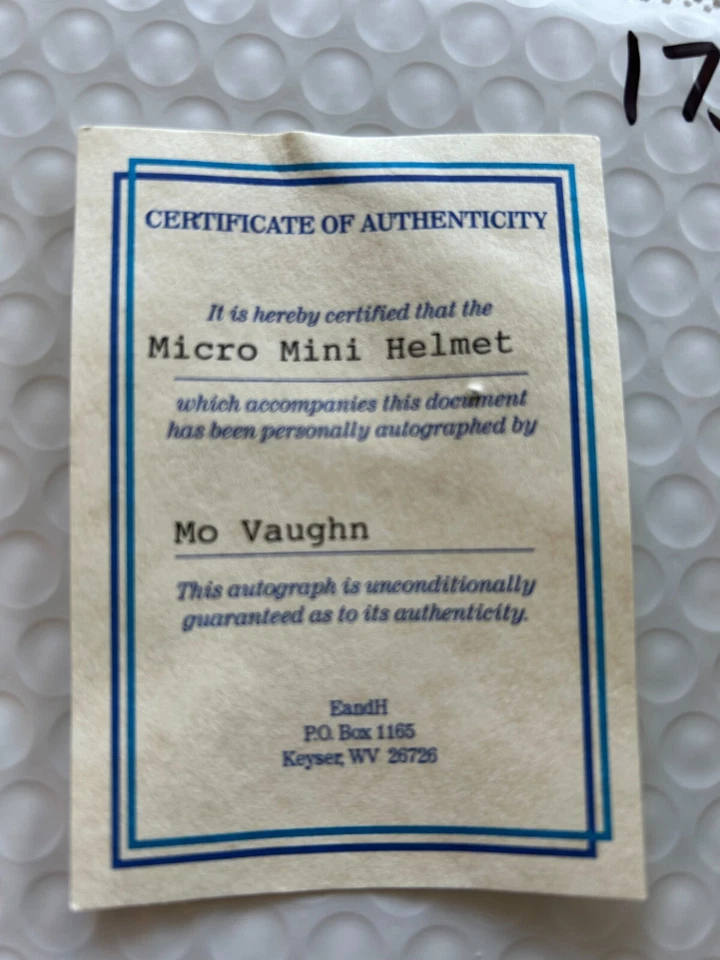 17
CERTIFICATE OF AUTHENTICITY
It is hereby certified that the
Micro Mini Helmet
which accompanies this document
has been personally autographed by
Mo Vaughn
This autograph is unconditionally
guaranteed as to its authenticity.
EandH
P.O. Box 1165
Keyser, WV 26726